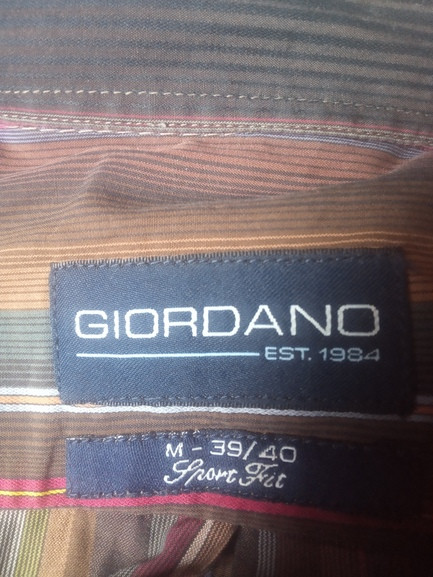 GIORDANO
EST. 1984
M - 39/40
Sport Fit